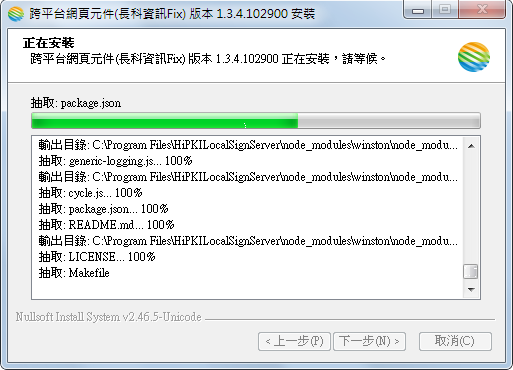 跨平台網頁元件(長科資訊Fix) 版本 1.3.4.102900 安裝
正在安裝
跨平台網頁元件(長科資訊Fix) 版本 1.3.4.102900 正在安裝，請等候。
抽取: package.json
輸出目錄: C:\Program Files\HiPKILocalSignServer\node_modules\winston\node_modu...
抽取: generic-logging.js... 100%
輸出目錄: C:\Program Files\HiPKILocalSignServer\node_modules\winston\node_modu...
抽取: cycle.js... 100%
抽取: package.json... 100%
抽取: README.md... 100%
輸出目錄: C:\Program Files\HiPKILocalSignServer\node_modules\winston\node_modu...
抽取: LICENSE... 100%
抽取: Makefile
Nullsoft Install System v2.46.5-Unicode
< 上一步(P) 下一步(N) > 取消(C)